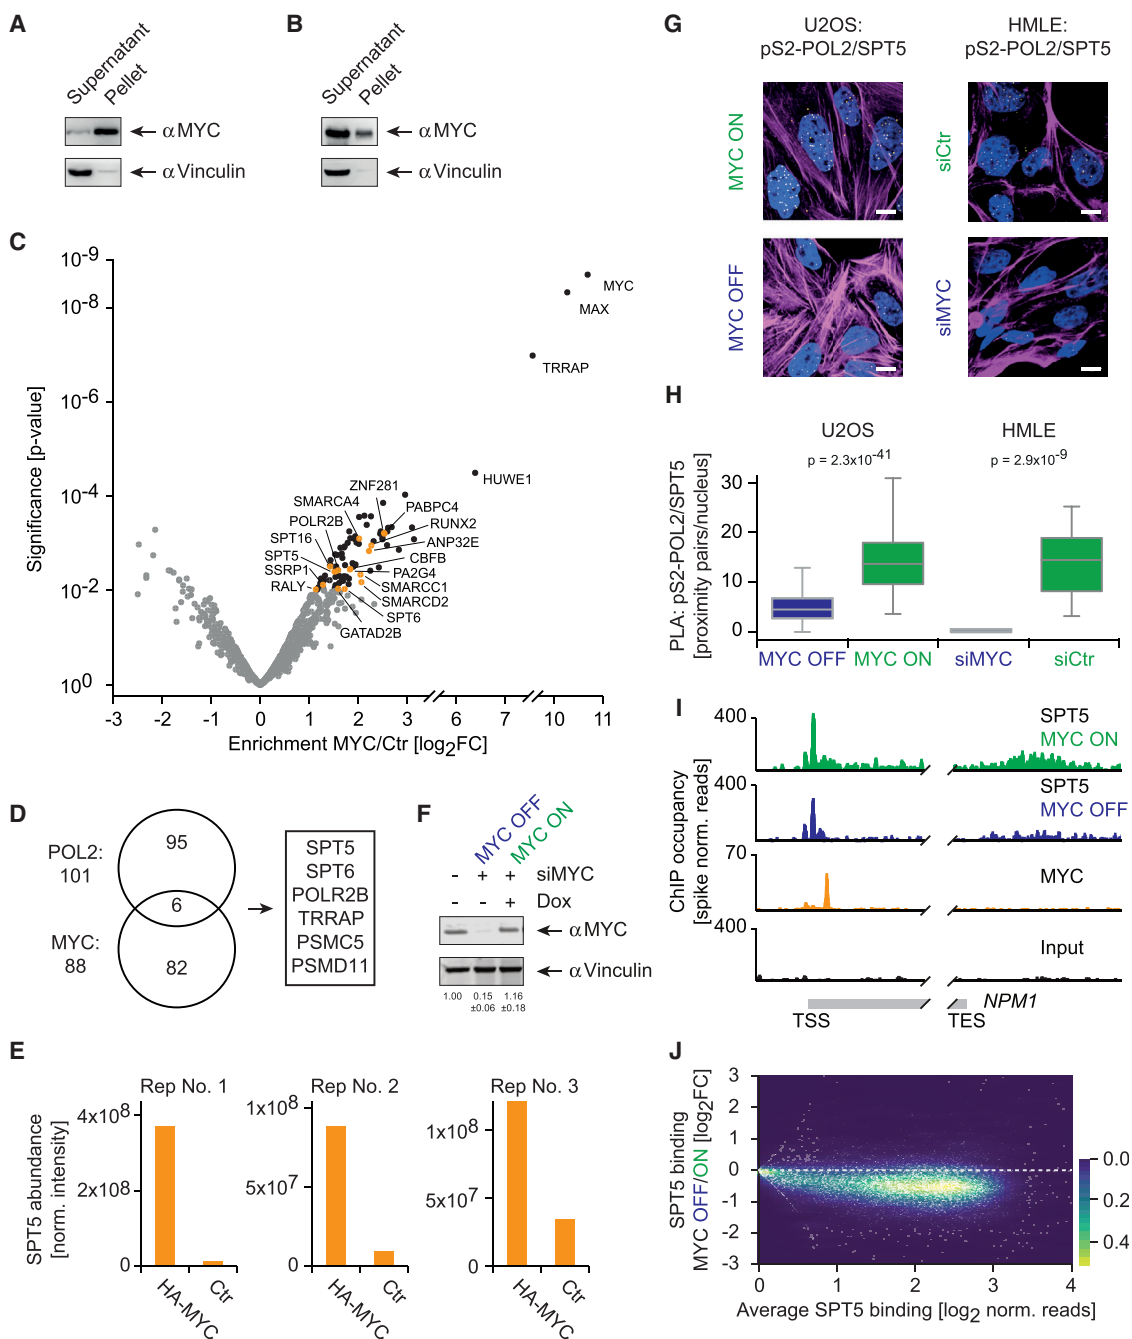 A
Supernatant
Pellet
αMYC
αVinculin
B
Supernatant
Pellet
αMYC
αVinculin
C
Significance [p-value]
10-9
10-8
10-6
10-4
10-2
100
MYC
MAX
TRRAP
HUWE1
ZNF281
SMARCA4
PABPC4
POLR2B
RUNX2
SPT16
ANP32E
SPT5
CBFB
SSRP1
PA2G4
RALY
SMARCC1
SMARCD2
SPT6
GATAD2B
-3 -2 -1 0 1 2 3 6 7 10 11
Enrichment MYC/Ctr [log2FC]
D
POL2:
101
MYC:
88
95
6
82
SPT5
SPT6
POLR2B
TRRAP
PSMC5
PSMD11
E
SPT5 abundance
[norm. intensity]
Rep No. 1
4x108
2x108
0
HA-MYC
Ctr
Rep No. 2
1x108
5x107
0
HA-MYC
Ctr
Rep No. 3
1x108
5x107
0
HA-MYC
Ctr
F
MYC OFF
MYC ON
- + + siMYC
- - + Dox
αMYC
αVinculin
1.00 0.15 1.16
±0.06 ±0.18
G
U2OS:
pS2-POL2/SPT5
HMLE:
pS2-POL2/SPT5
MYC ON
siCtr
MYC OFF
siMYC
H
U2OS
p = 2.3x10-41
HMLE
p = 2.9x10-9
PLA: pS2-POL2/SPT5
[proximity pairs/nucleus]
30
20
10
0
MYC OFF MYC ON siMYC siCtr
I
ChIP occupancy
[spike norm. reads]
400
SPT5
MYC ON
400
SPT5
MYC OFF
70
MYC
400
Input
0
NPM1
TSS
TES
J
SPT5 binding
MYC OFF/ON [log2FC]
3
2
1
0
-1
-2
-3
0 1 2 3 4
Average SPT5 binding [log2 norm. reads]
0.0
0.2
0.4